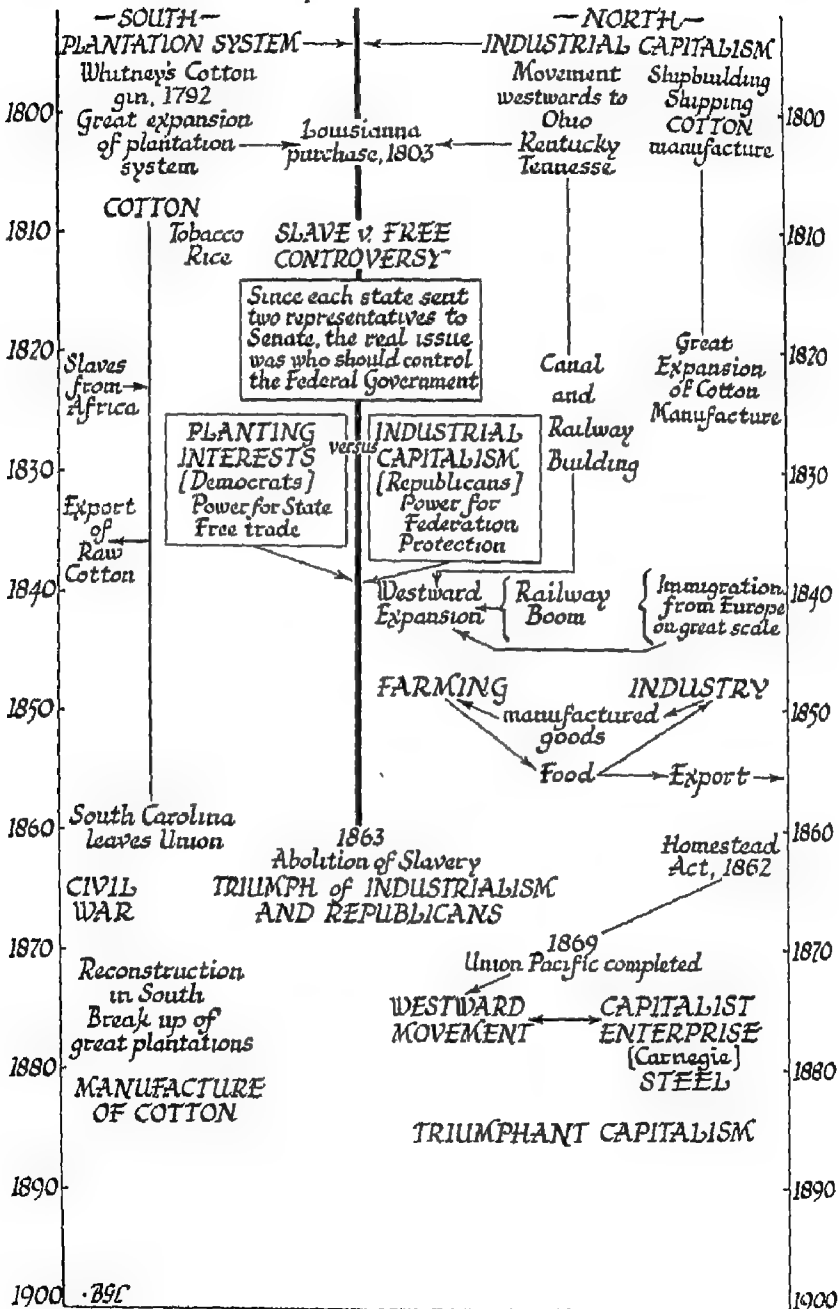 —SOUTH—
PLANTATION SYSTEM
—NORTH—
INDUSTRIAL CAPITALISM
Whitney's Cotton
gin, 1792
Great expansion
of plantation
system
Louisianna
purchase, 1803
Movement
westwards to
Ohio
Kentucky
Tennesse
Shipbuilding
Shipping
COTTON
manufacture
1800
1800
COTTON
Tobacco
Rice
SLAVE v. FREE
CONTROVERSY
1810
1810
Since each state sent
two representatives to
Senate, the real issue
was who should control
the Federal Government
1820
1820
Slaves
from
Africa
Canal
and
Railway
Building
Great
Expansion
of Cotton
Manufacture
PLANTING
INTERESTS
[Democrats]
Power for State
Free trade
versus
INDUSTRIAL
CAPITALISM
[Republicans]
Power for
Federation
Protection
1830
1830
Export
of
Raw
Cotton
1840
1840
Westward
Expansion
Railway
Boom
Immigration
from Europe
on great scale
FARMING
INDUSTRY
manufactured
goods
1850
1850
Food
Export
South Carolina
leaves Union
1860
1860
1863
Abolition of Slavery
TRIUMPH of INDUSTRIALISM
AND REPUBLICANS
Homestead
Act, 1862
CIVIL
WAR
1870
1870
1869
Union Pacific completed
Reconstruction
in South
Break up of
great plantations
WESTWARD
MOVEMENT
CAPITALIST
ENTERPRISE
[Carnegie]
STEEL
1880
1880
MANUFACTURE
OF COTTON
TRIUMPHANT CAPITALISM
1890
1890
1900
1900